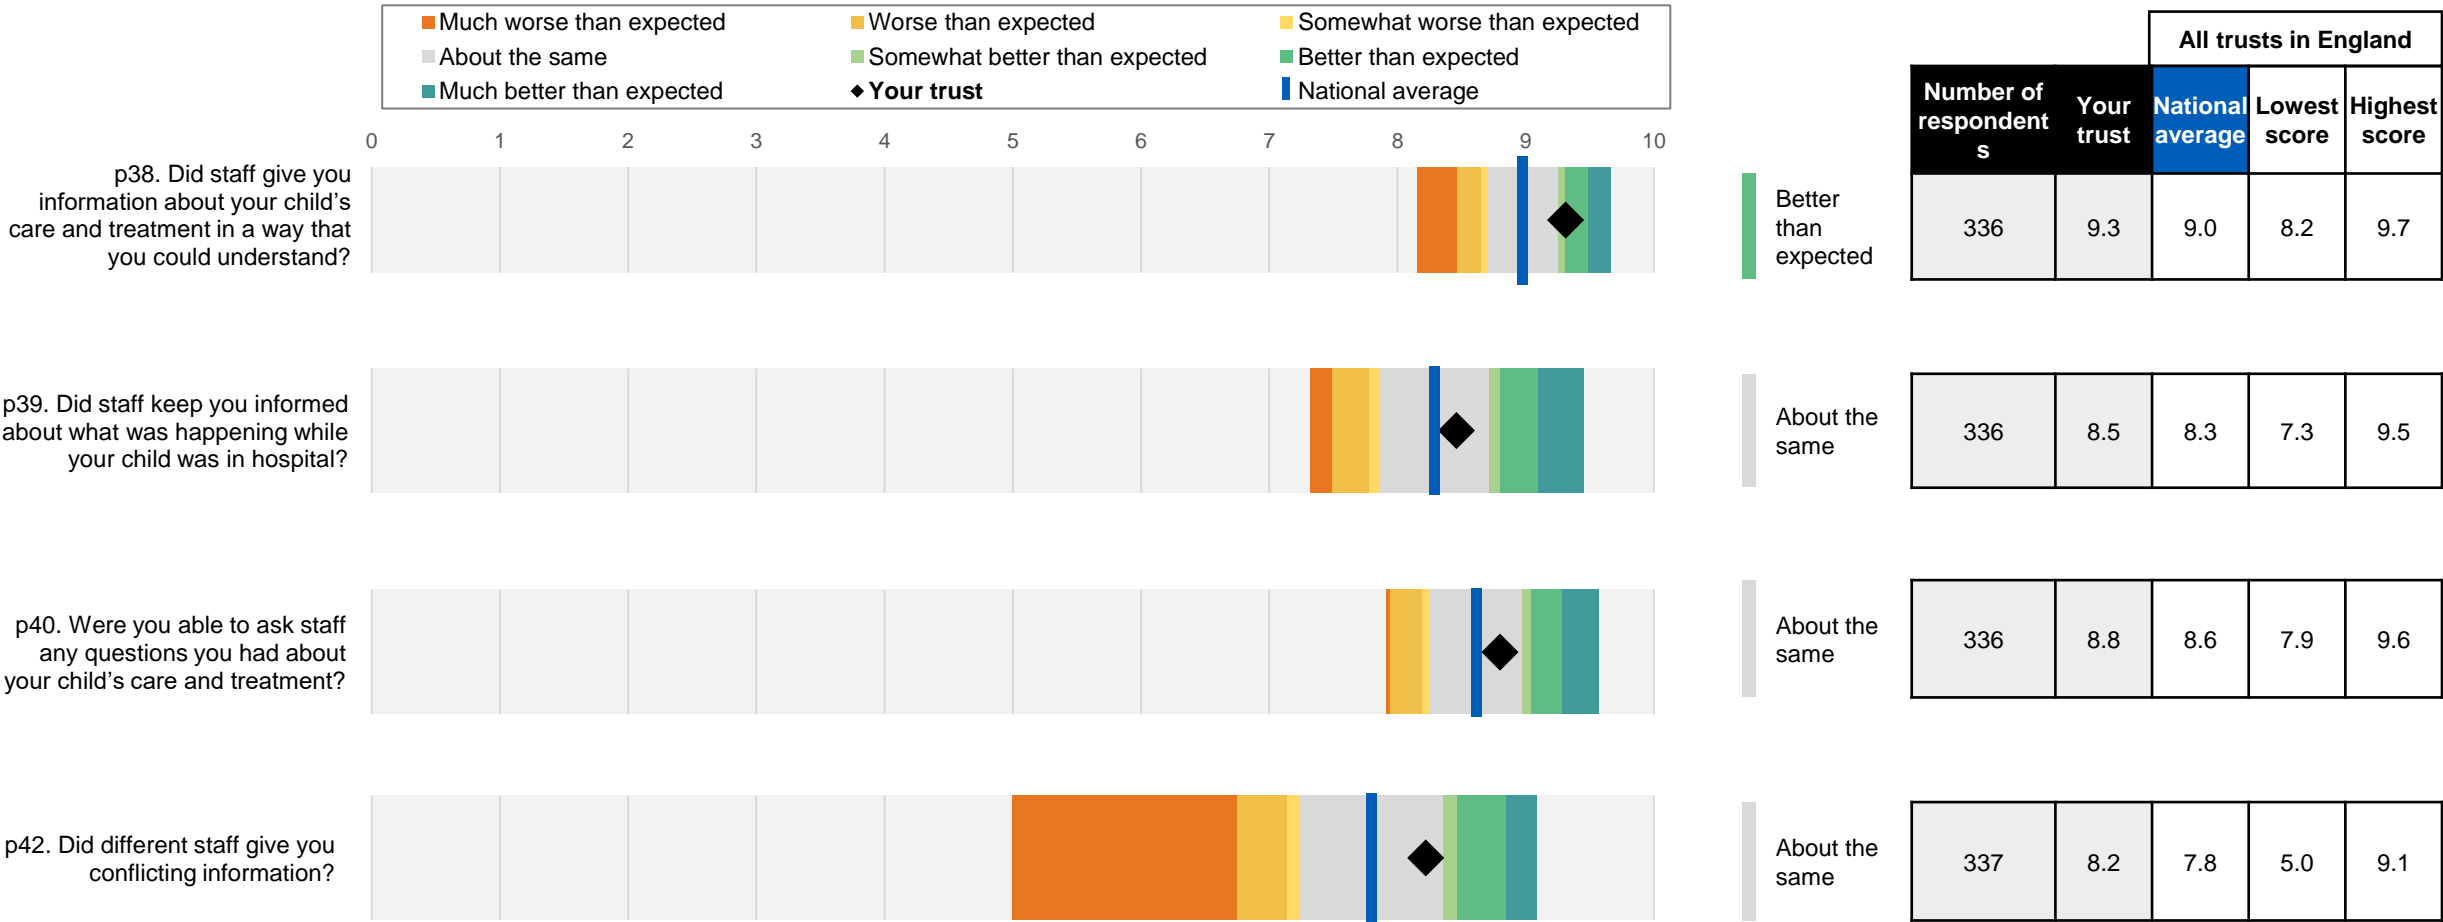 Much worse than expected
Worse than expected
Somewhat worse than expected
About the same
Somewhat better than expected
Better than expected
Much better than expected
Your trust
National average
All trusts in England
Number of
respondent
s
Your
trust
National
average
Lowest
score
Highest
score
0 1 2 3 4 5 6 7 8 9 10
p38. Did staff give you
information about your child’s
care and treatment in a way that
you could understand?
Better
than
expected
336 9.3 9.0 8.2 9.7
p39. Did staff keep you informed
about what was happening while
your child was in hospital?
About the
same
336 8.5 8.3 7.3 9.5
p40. Were you able to ask staff
any questions you had about
your child’s care and treatment?
About the
same
336 8.8 8.6 7.9 9.6
p42. Did different staff give you
conflicting information?
About the
same
337 8.2 7.8 5.0 9.1